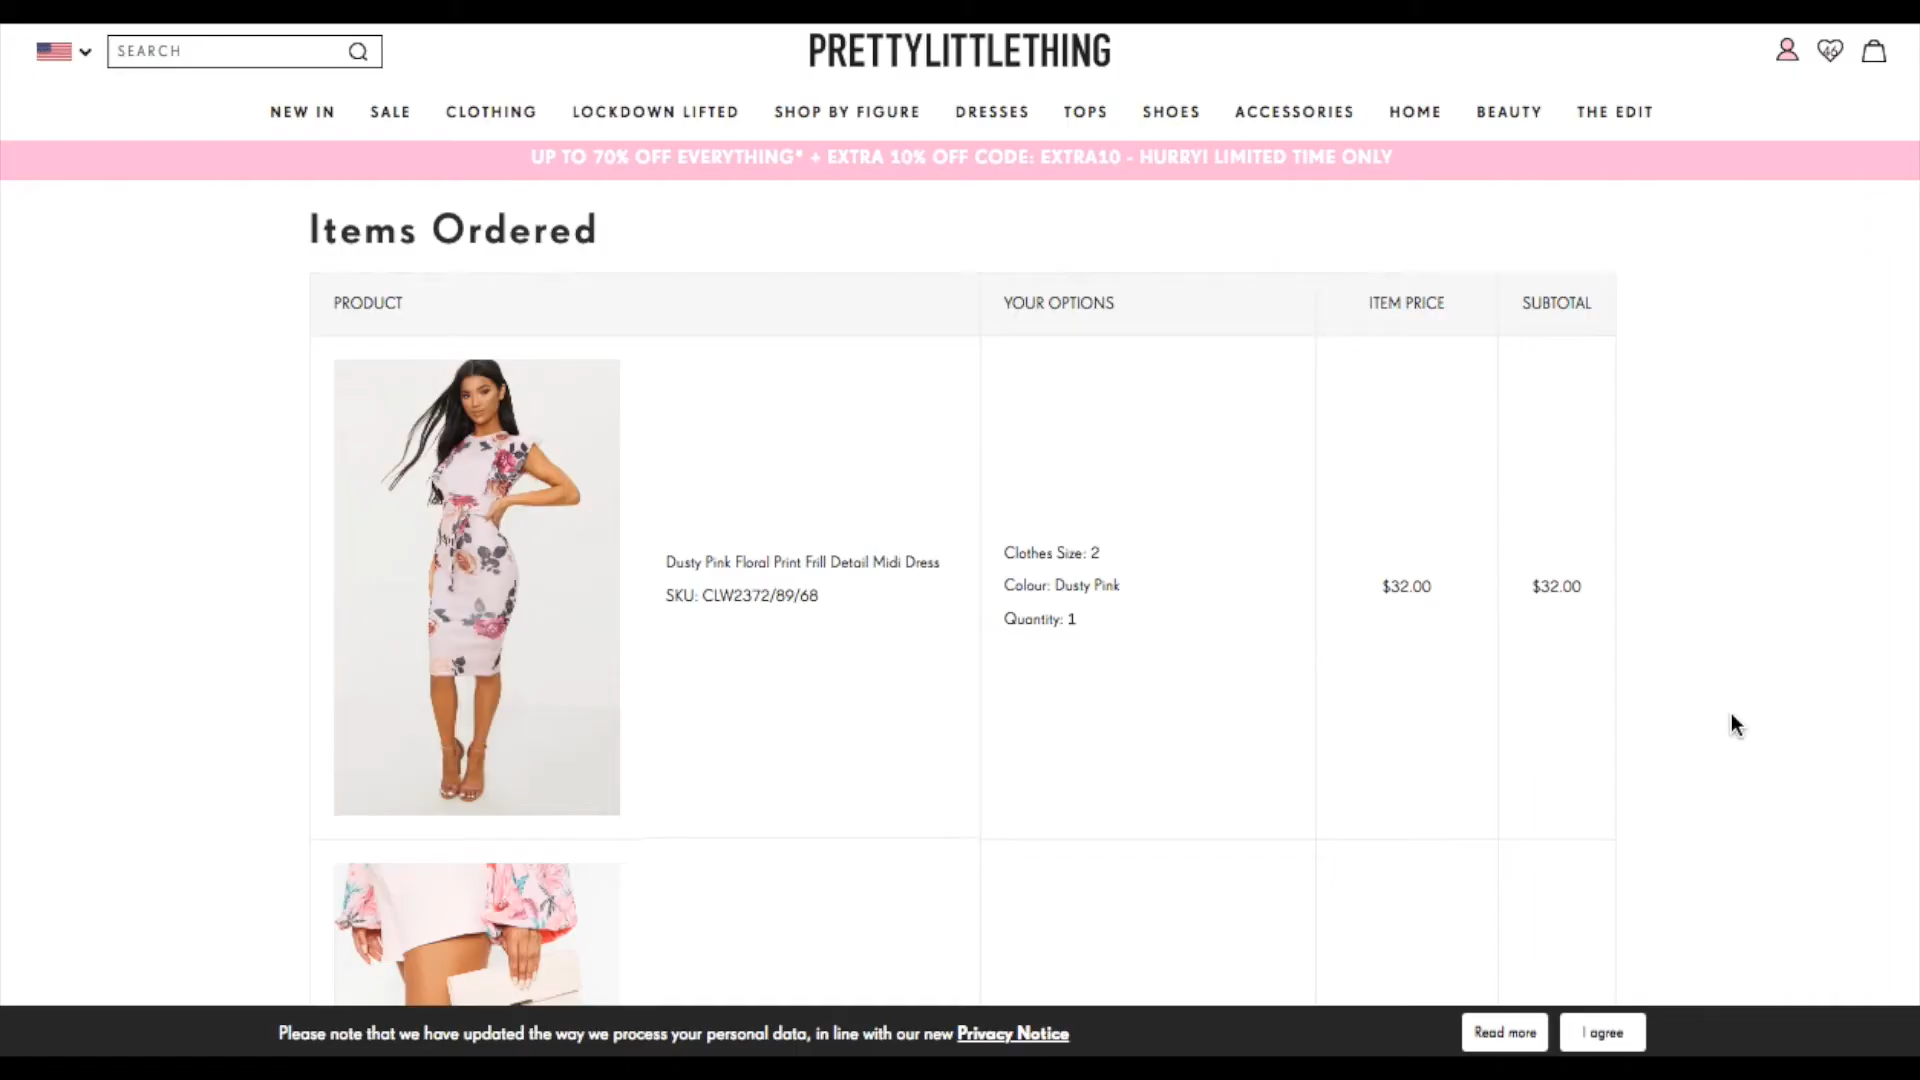 SEARCH
PRETTYLITTLETHING
46
NEW IN SALE CLOTHING LOCKDOWN LIFTED SHOP BY FIGURE DRESSES TOPS SHOES ACCESSORIES HOME BEAUTY THE EDIT
UP TO 70% OFF EVERYTHING* + EXTRA 10% OFF CODE: EXTRA10 - HURRY! LIMITED TIME ONLY
Items Ordered
PRODUCT YOUR OPTIONS ITEM PRICE SUBTOTAL
Dusty Pink Floral Print Frill Detail Midi Dress
SKU: CLW2372/89/68
Clothes Size: 2
Colour: Dusty Pink
Quantity: 1
$32.00 $32.00
Please note that we have updated the way we process your personal data, in line with our new Privacy Notice
Read more I agree